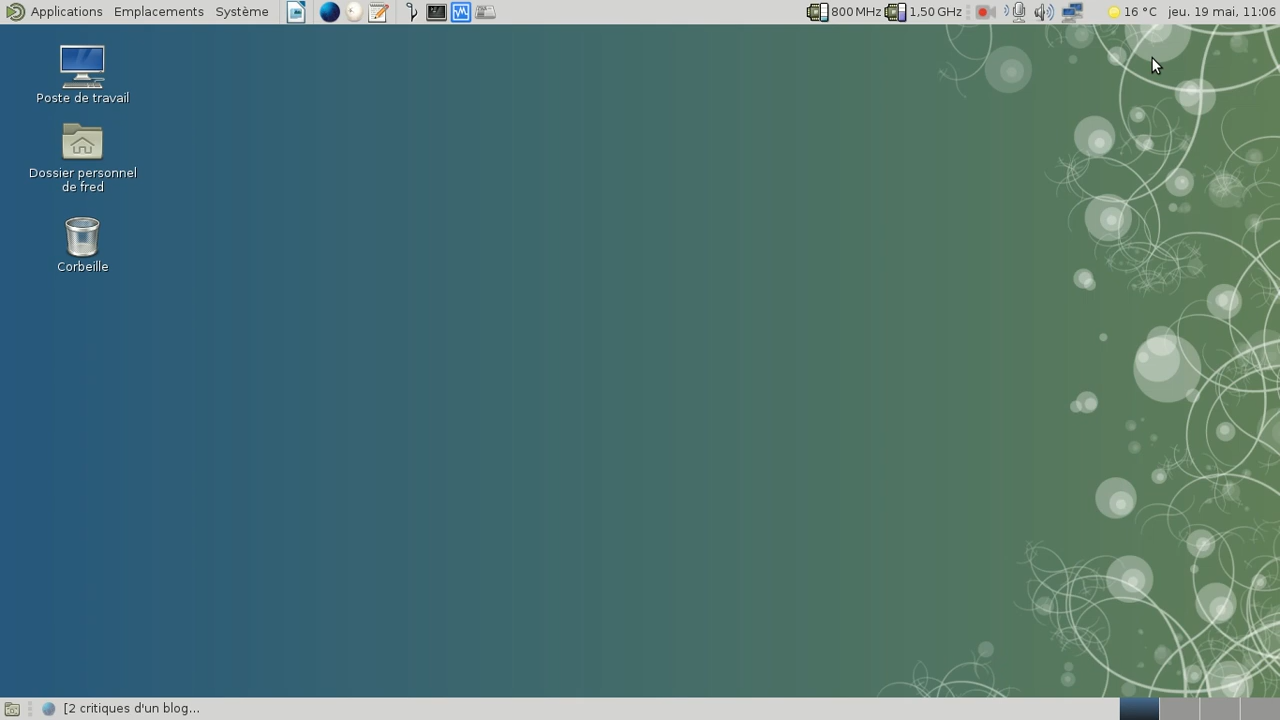 Applications Emplacements Système 800 MHz 1,50 GHz 16 °C jeu. 19 mai, 11:06
Poste de travail
Dossier personnel
de fred
Corbeille
[2 critiques d'un blog...